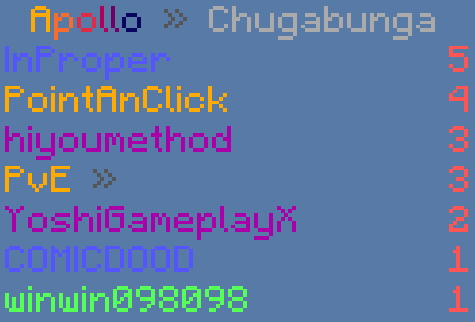 Apollo » Chugabunga
InProper 5
PointAnClick 4
hiyoumethod 3
PvE » 3
YoshiGameplayX 2
COMICDOOD 1
winwin098098 1